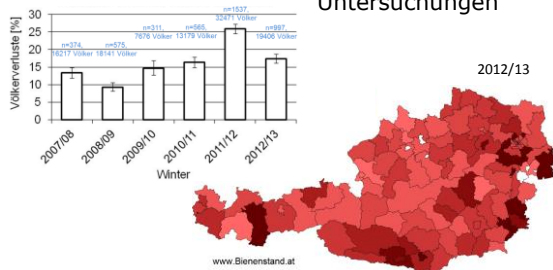 Untersuchungen
Völkerverluste [%]
30
25
20
15
10
5
0
n=374,
16217 Völker
n=575,
18141 Völker
n=311,
7676 Völker
n=565,
13179 Völker
n=1537,
32471 Völker
n=997,
19406 Völker
2007/08
2008/09
2009/10
2010/11
2011/12
2012/13
Winter
2012/13
www.Bienenstand.at